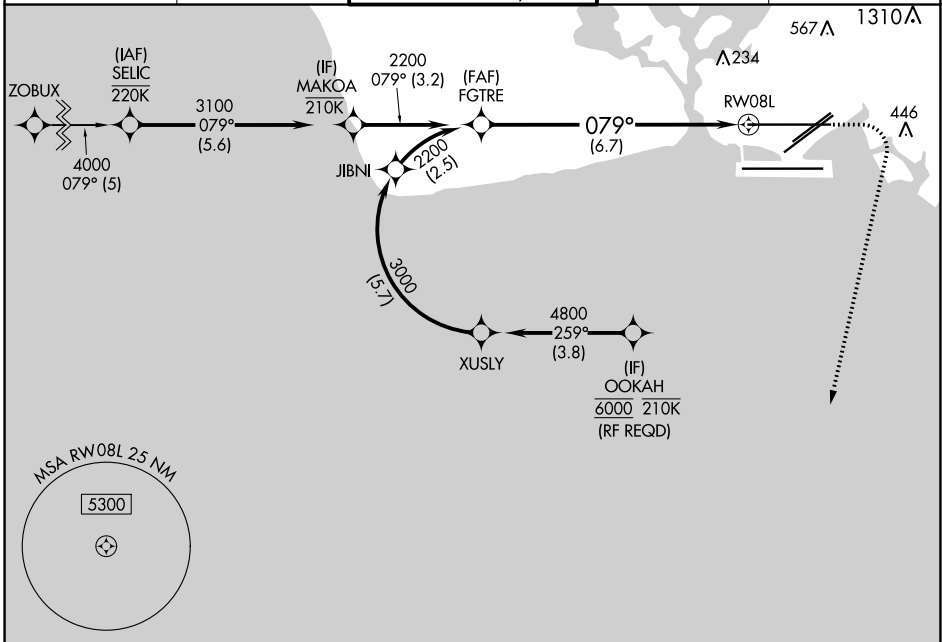 1310
567
234
446
ZOBUX
(IAF)
SELIC
220K
4000
079° (5)
3100
079°
(5.6)
(IF)
MAKOA
210K
2200
079° (3.2)
(FAF)
FGTRE
079°
(6.7)
RW08L
JIBNI
2200
(2.5)
3000
(5.7)
XUSLY
4800
259°
(3.8)
(IF)
OOKAH
6000 210K
(RF REQD)
MSA RW08L 25 NM
5300